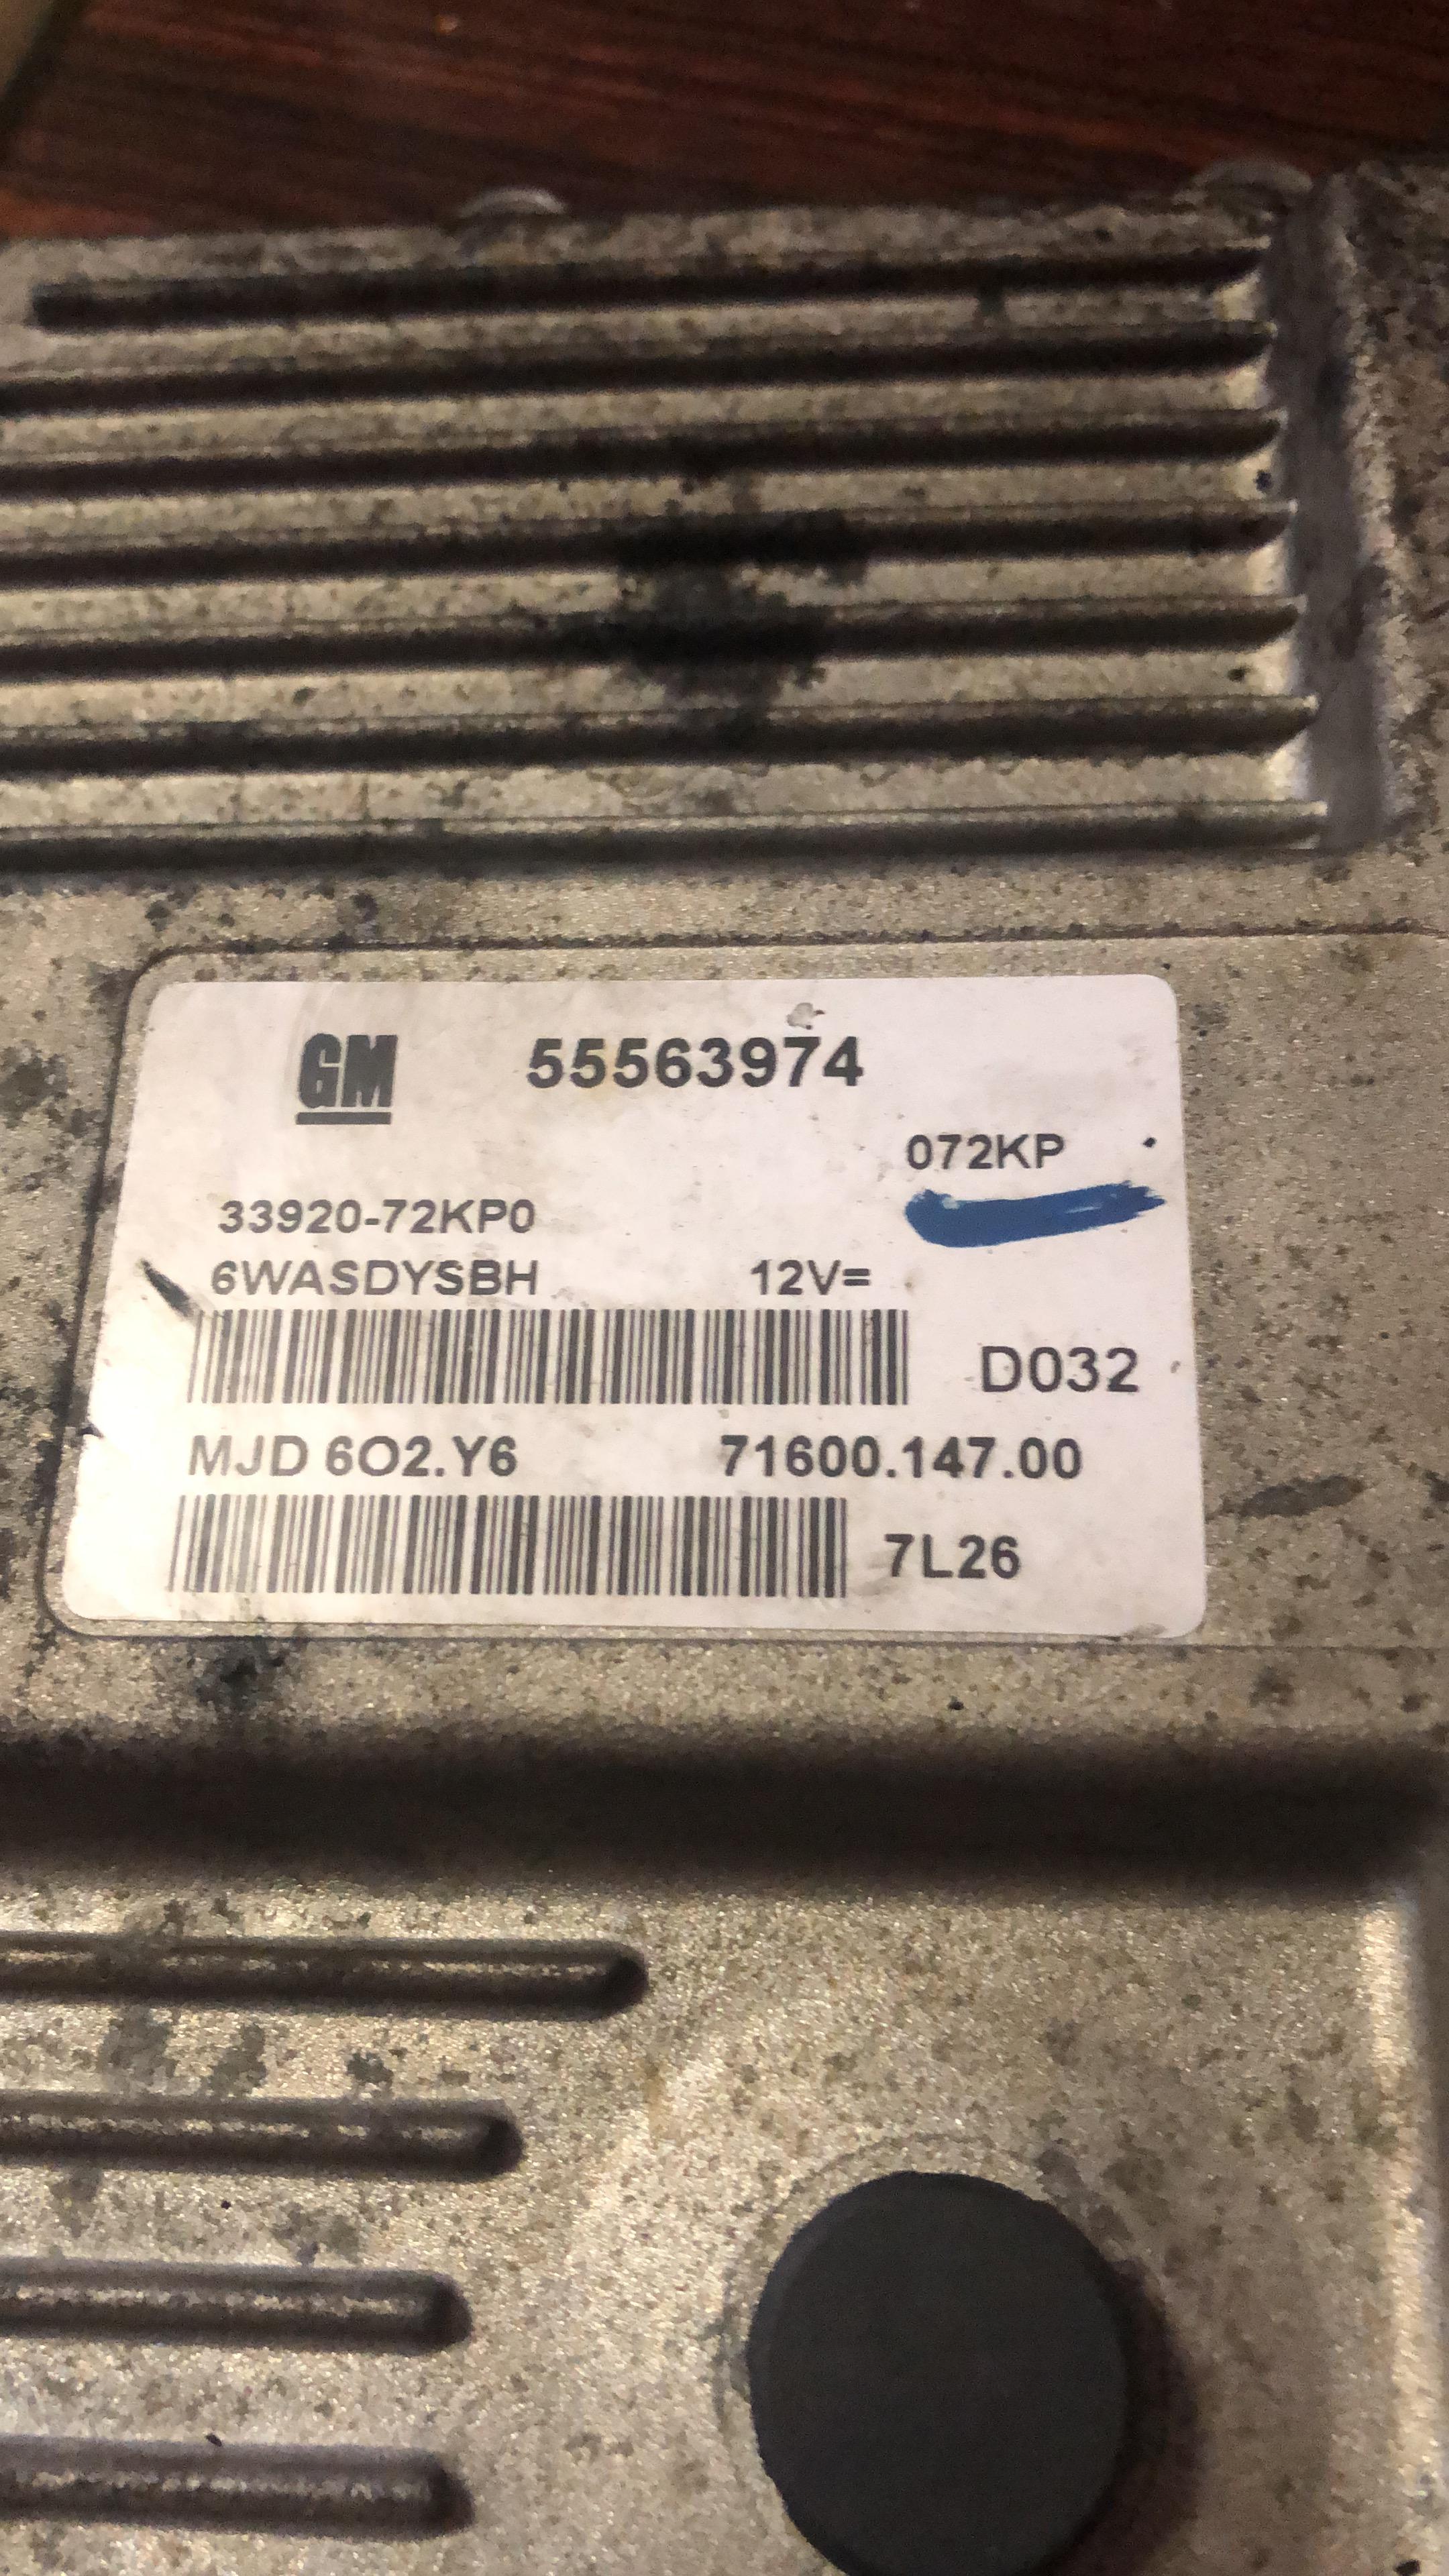 GM 55563974
072KP
33920-72KP0
6WASDYSBH 12V=
D032
MJD 6O2.Y6 71600.147.00
7L26